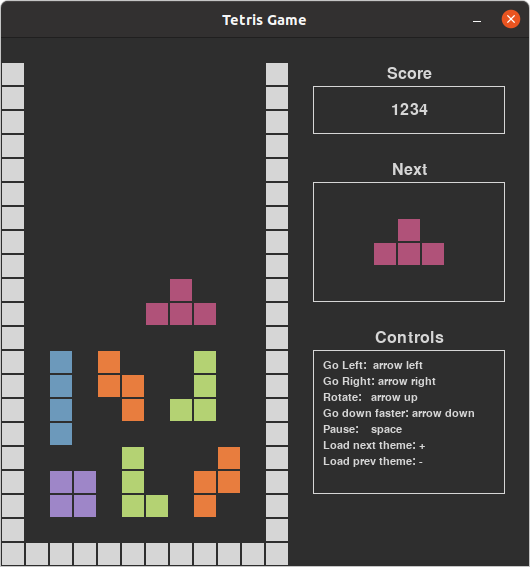 Tetris Game
Score
1234
Next
Controls
Go Left: arrow left
Go Right: arrow right
Rotate: arrow up
Go down faster: arrow down
Pause: space
Load next theme: +
Load prev theme: -